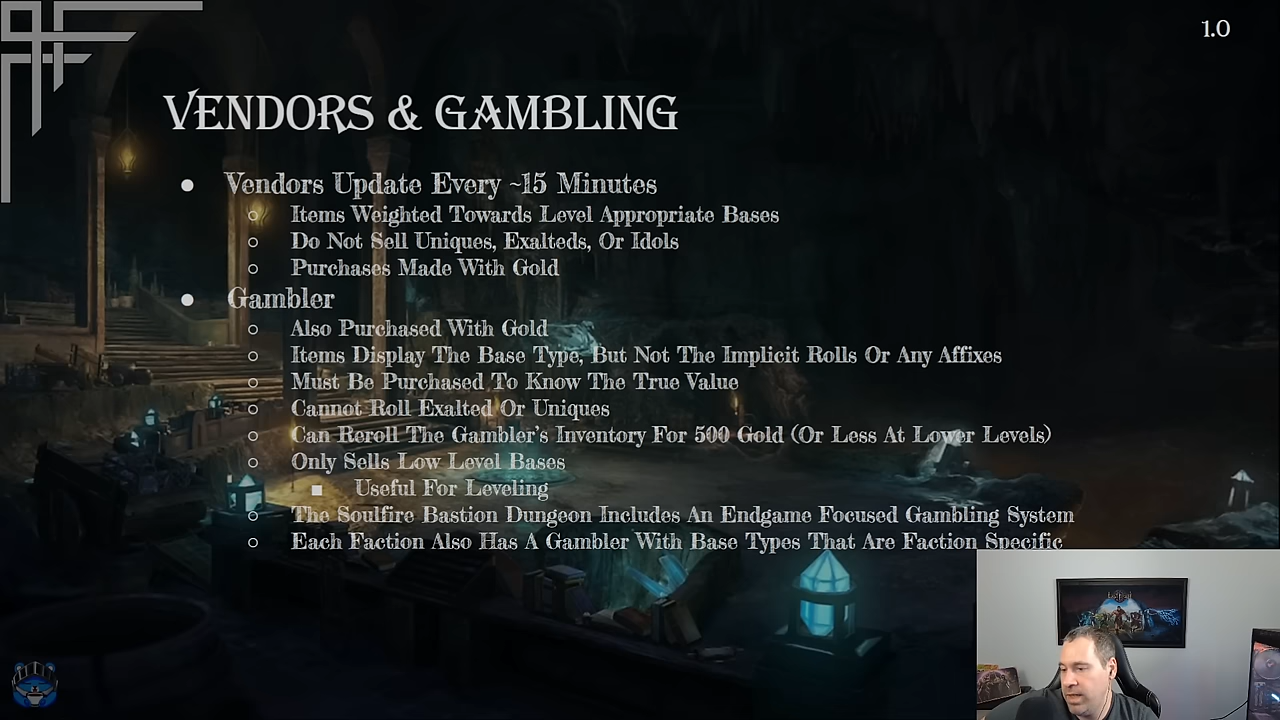 1.0
Vendors & Gambling
● Vendors Update Every ~15 Minutes
○ Items Weighted Towards Level Appropriate Bases
○ Do Not Sell Uniques, Exalteds, Or Idols
○ Purchases Made With Gold
● Gambler
○ Also Purchased With Gold
○ Items Display The Base Type, But Not The Implicit Rolls Or Any Affixes
○ Must Be Purchased To Know The True Value
○ Cannot Roll Exalted Or Uniques
○ Can Reroll The Gambler's Inventory For 500 Gold (Or Less At Lower Levels)
○ Only Sells Low Level Bases
■ Useful For Leveling
○ The Soulfire Bastion Dungeon Includes An Endgame Focused Gambling System
○ Each Faction Also Has A Gambler With Base Types That Are Faction Specific